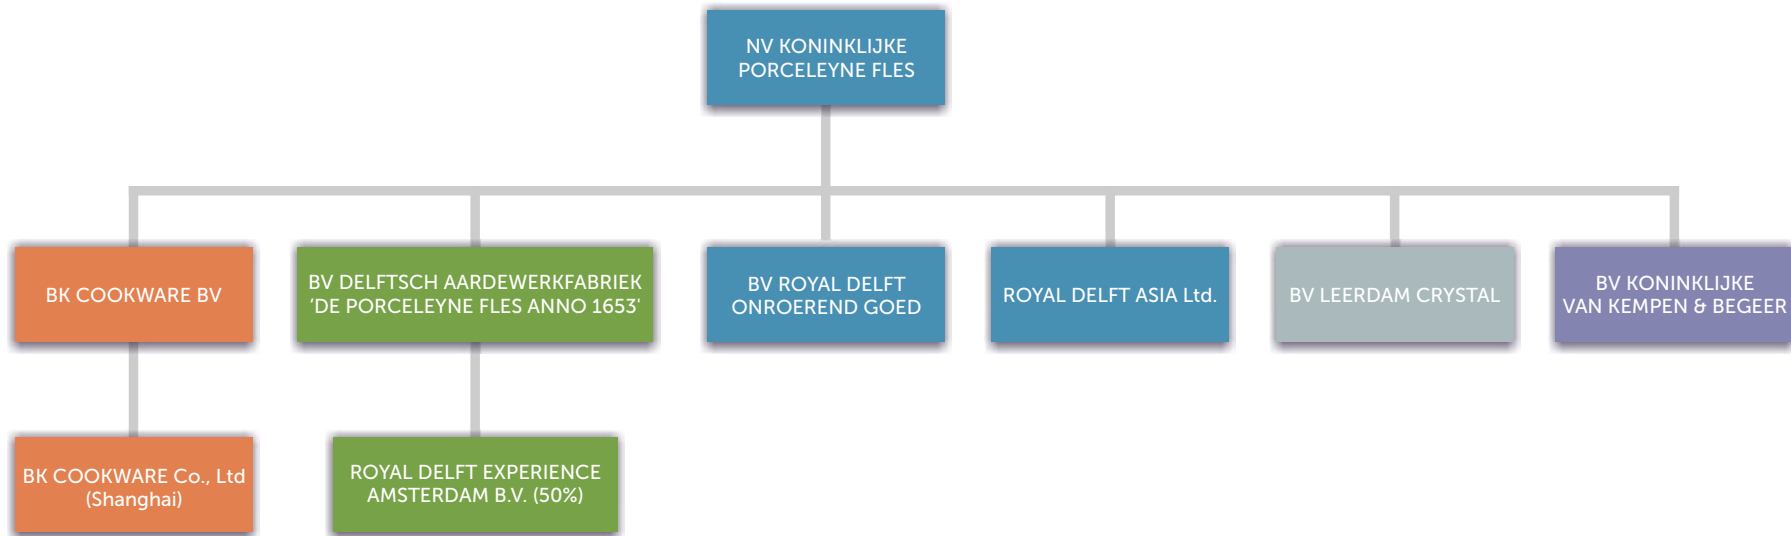 NV KONINKLIJKE
PORCELEYNE FLES
BK COOKWARE BV
BV DELFTSCH AARDEWERKFABRIEK
'DE PORCELEYNE FLES ANNO 1653'
BV ROYAL DELFT
ONROEREND GOED
ROYAL DELFT ASIA Ltd.
BV LEERDAM CRYSTAL
BV KONINKLIJKE
VAN KEMPEN & BEGEER
BK COOKWARE Co., Ltd
(Shanghai)
ROYAL DELFT EXPERIENCE
AMSTERDAM B.V. (50%)